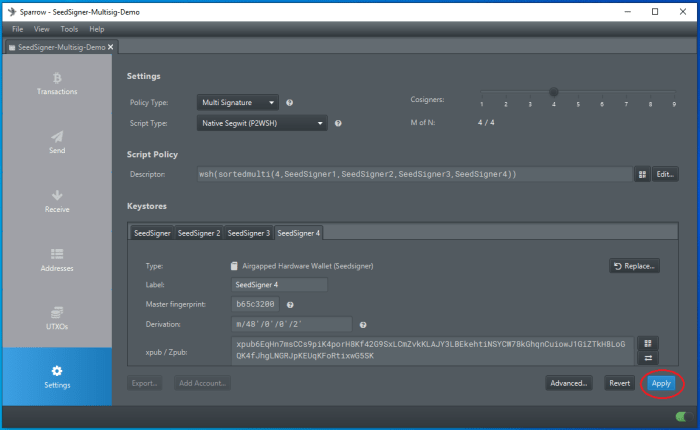 Sparrow - SeedSigner-Multisig-Demo
File View Tools Help
SeedSigner-Multisig-Demo
Transactions
Send
Receive
Addresses
UTXOs
Settings
Settings
Policy Type: Multi Signature
Cosigners: 1 2 3 4 5 6 7 8 9
Script Type: Native Segwit (P2WSH)
M of N: 4 / 4
Script Policy
Descriptor: wsh(sortedmulti(4,SeedSigner1,SeedSigner2,SeedSigner3,SeedSigner4)) Edit...
Keystores
SeedSigner SeedSigner 2 SeedSigner 3 SeedSigner 4
Type: Airgapped Hardware Wallet (Seedsigner) Replace...
Label: SeedSigner 4
Master fingerprint: b65c3200
Derivation: m/48'/0'/0'/2'
xpub / Zpub:
Export... Add Account... Advanced... Revert Apply